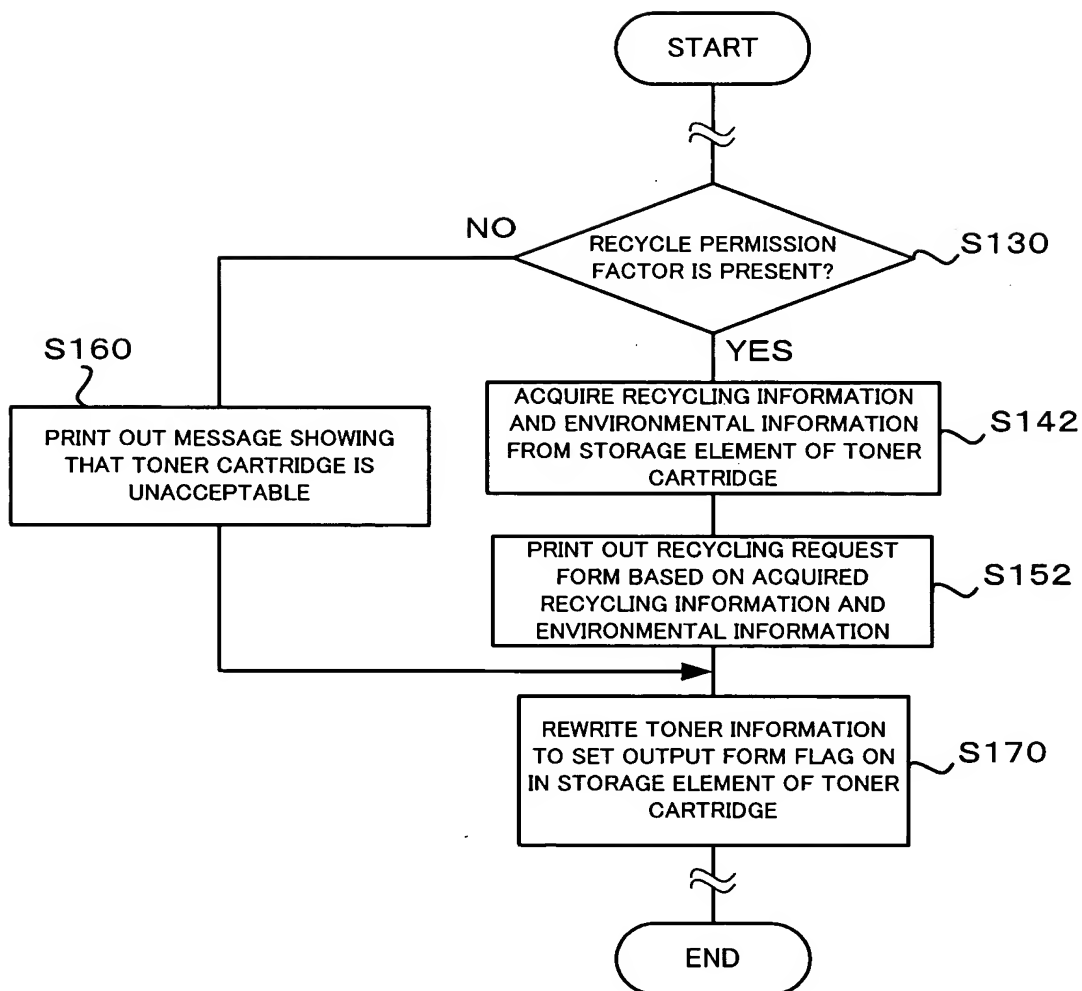 START
NO
RECYCLE PERMISSION
FACTOR IS PRESENT?
S130
YES
S160
PRINT OUT MESSAGE SHOWING
THAT TONER CARTRIDGE IS
UNACCEPTABLE
ACQUIRE RECYCLING INFORMATION
AND ENVIRONMENTAL INFORMATION
FROM STORAGE ELEMENT OF TONER
CARTRIDGE
S142
PRINT OUT RECYCLING REQUEST
FORM BASED ON ACQUIRED
RECYCLING INFORMATION AND
ENVIRONMENTAL INFORMATION
S152
REWRITE TONER INFORMATION
TO SET OUTPUT FORM FLAG ON
IN STORAGE ELEMENT OF TONER
CARTRIDGE
S170
END